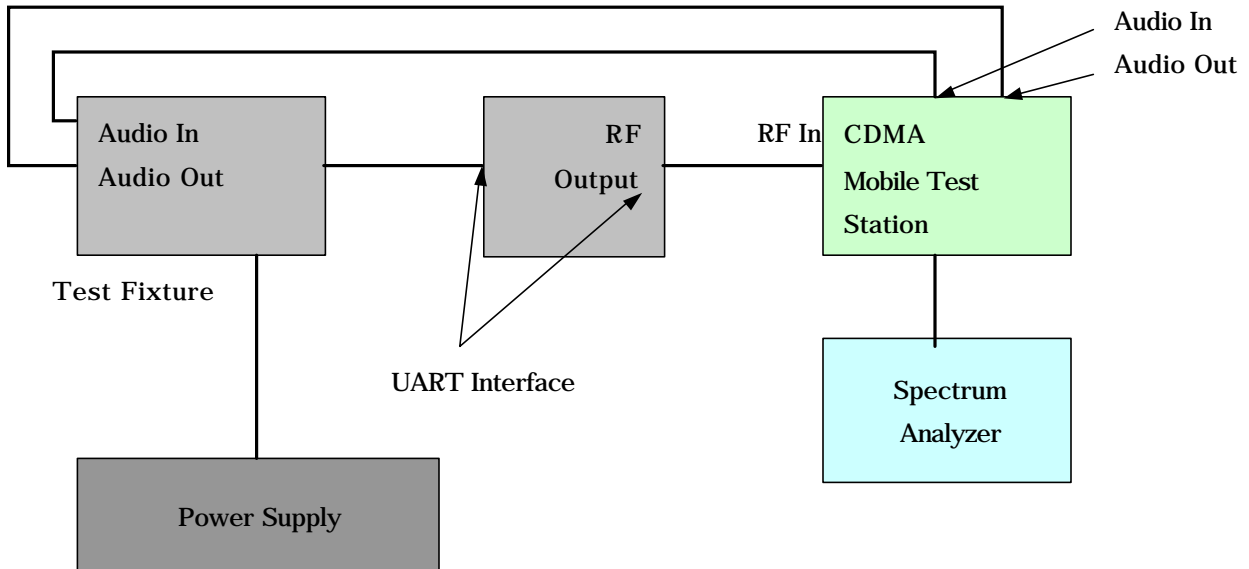 Audio In
Audio Out
Audio In
Audio Out
RF
Output
RF In
CDMA
Mobile Test
Station
Test Fixture
UART Interface
Spectrum
Analyzer
Power Supply